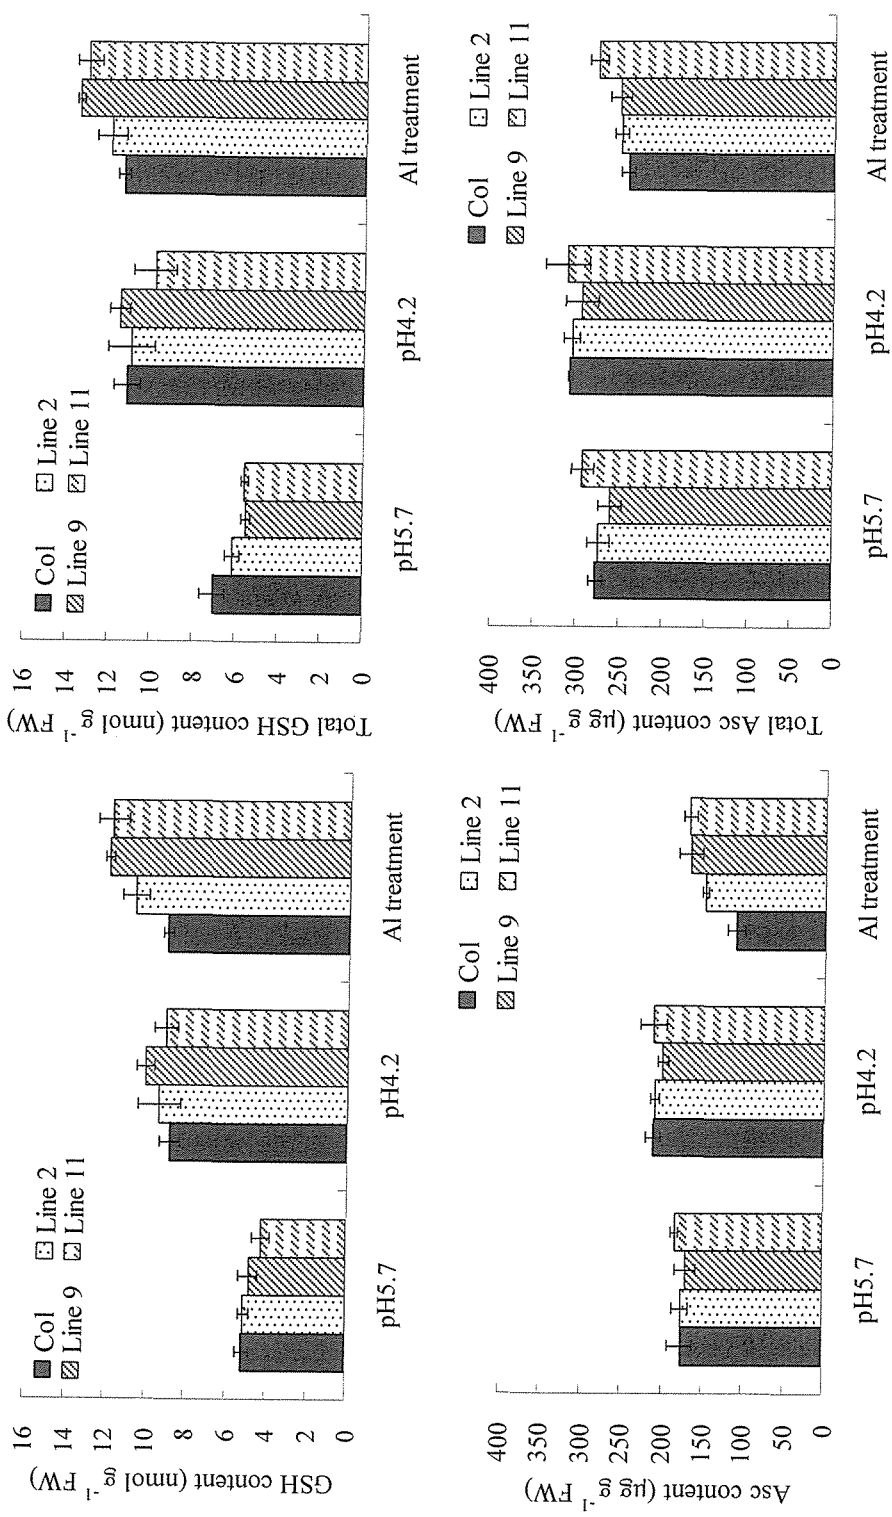 GSH content (nmol g⁻¹ FW)
16
14
12
10
8
6
4
2
0
Col
Line 2
Line 9
Line 11
pH5.7
pH4.2
Al treatment
Total GSH content (nmol g⁻¹ FW)
16
14
12
10
8
6
4
2
0
Col
Line 2
Line 9
Line 11
pH5.7
pH4.2
Al treatment
Asc content (µg g⁻¹ FW)
400
350
300
250
200
150
100
50
0
Col
Line 2
Line 9
Line 11
pH5.7
pH4.2
Al treatment
Total Asc content (µg g⁻¹ FW)
400
350
300
250
200
150
100
50
0
Col
Line 2
Line 9
Line 11
pH5.7
pH4.2
Al treatment